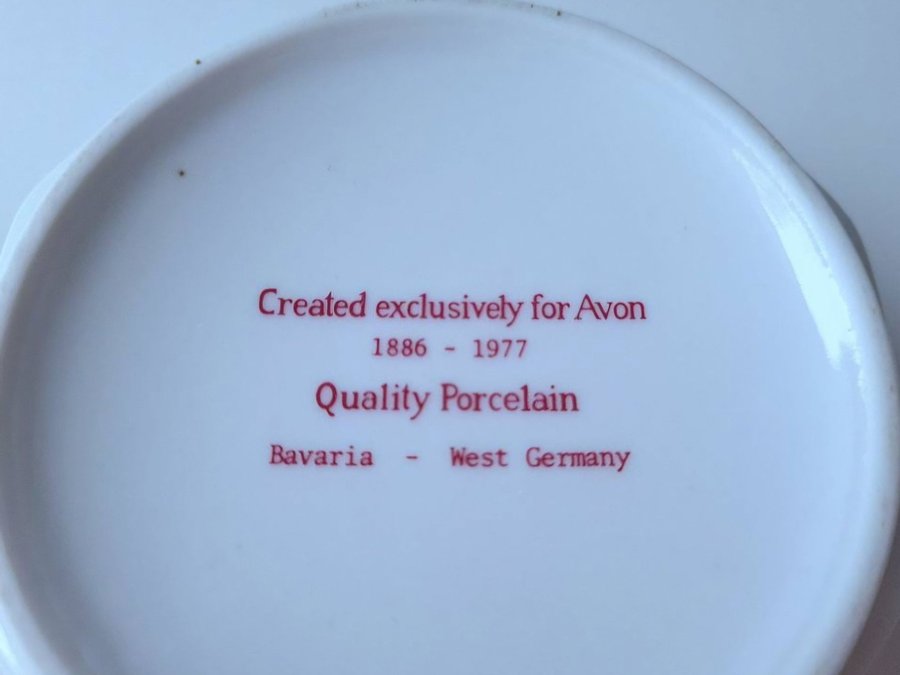 Created exclusively for Avon
1886 - 1977
Quality Porcelain
Bavaria - West Germany